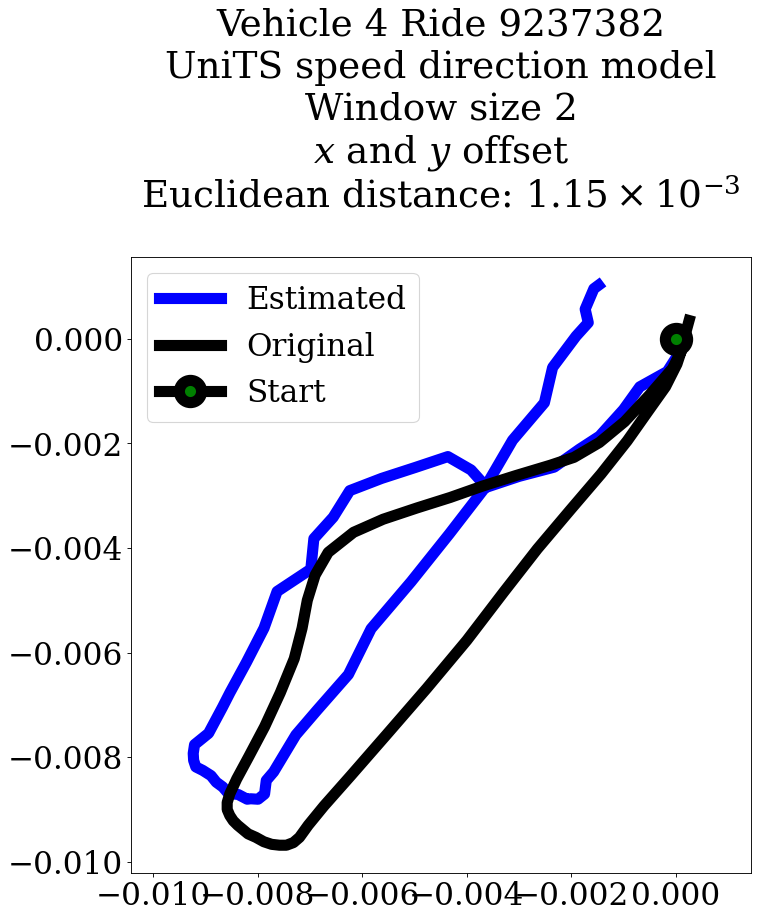 Vehicle 4 Ride 9237382
UniTS speed direction model
Window size 2
x and y offset
Euclidean distance: 1.15 × 10⁻³
Estimated
Original
Start
0.000
−0.002
−0.004
−0.006
−0.008
−0.010
−0.010 −0.008 −0.006 −0.004 −0.002 0.000